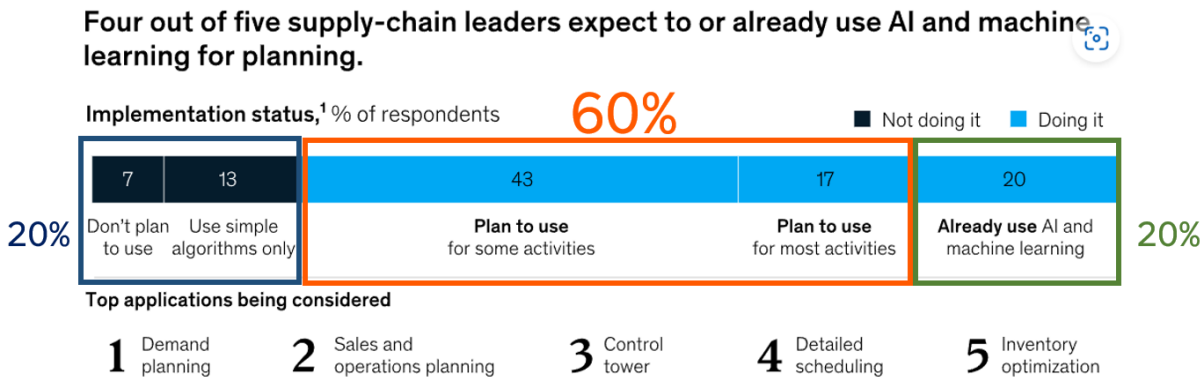 Four out of five supply-chain leaders expect to or already use AI and machine
learning for planning.
Implementation status,¹ % of respondents
60%
Not doing it
Doing it
7
13
43
17
20
20%
Don’t plan
to use
Use simple
algorithms only
Plan to use
for some activities
Plan to use
for most activities
Already use AI and
machine learning
20%
Top applications being considered
1 Demand
planning
2 Sales and
operations planning
3 Control
tower
4 Detailed
scheduling
5 Inventory
optimization